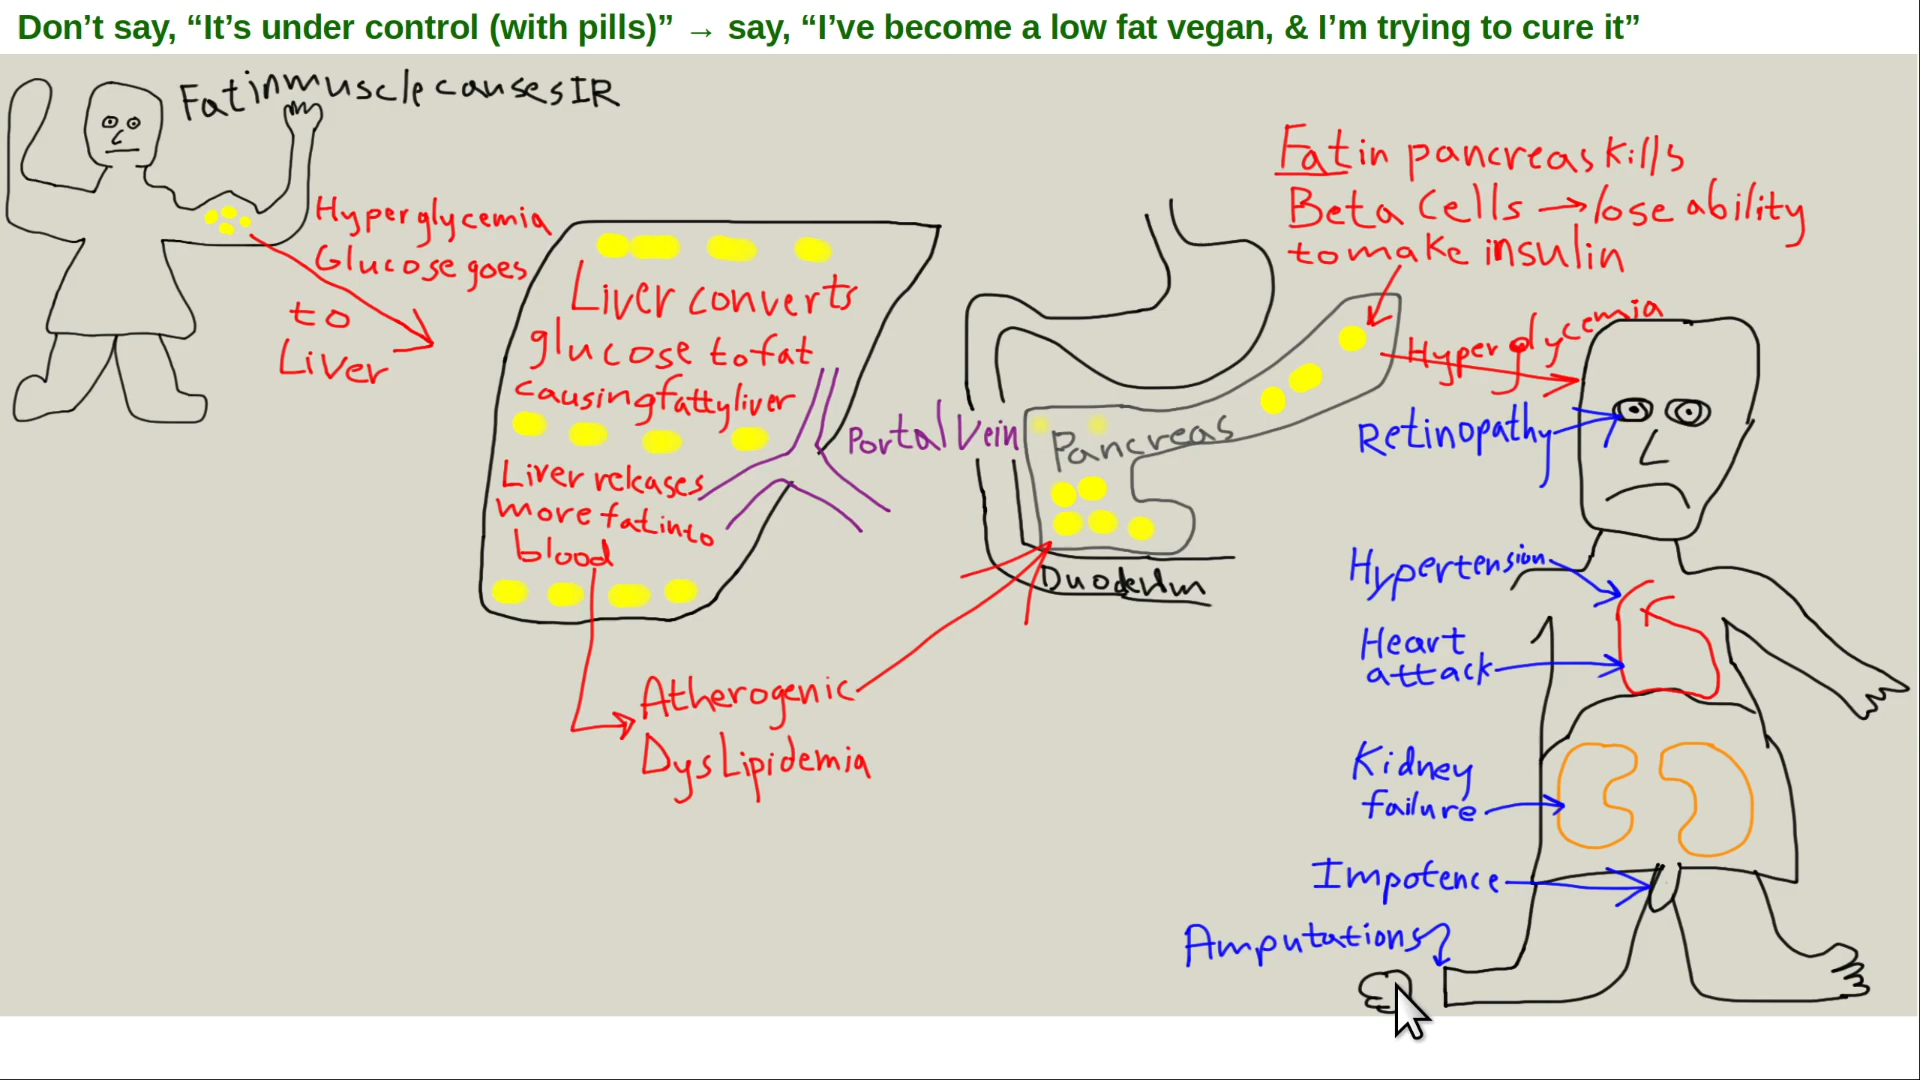 Don’t say, “It’s under control (with pills)” → say, “I’ve become a low fat vegan, & I’m trying to cure it”
Fat in muscle causes IR
Hyperglycemia
Glucose goes
to
Liver
Liver converts
glucose to fat
causing fatty liver
Liver releases
more fat into
blood
Portal Vein
Atherogenic
DysLipidemia
Pancreas
Duodenum
Fat in pancreas kills
Beta Cells → lose ability
to make insulin
Hyperglycemia
Retinopathy
Hypertension
Heart
attack
Kidney
failure
Impotence
Amputations